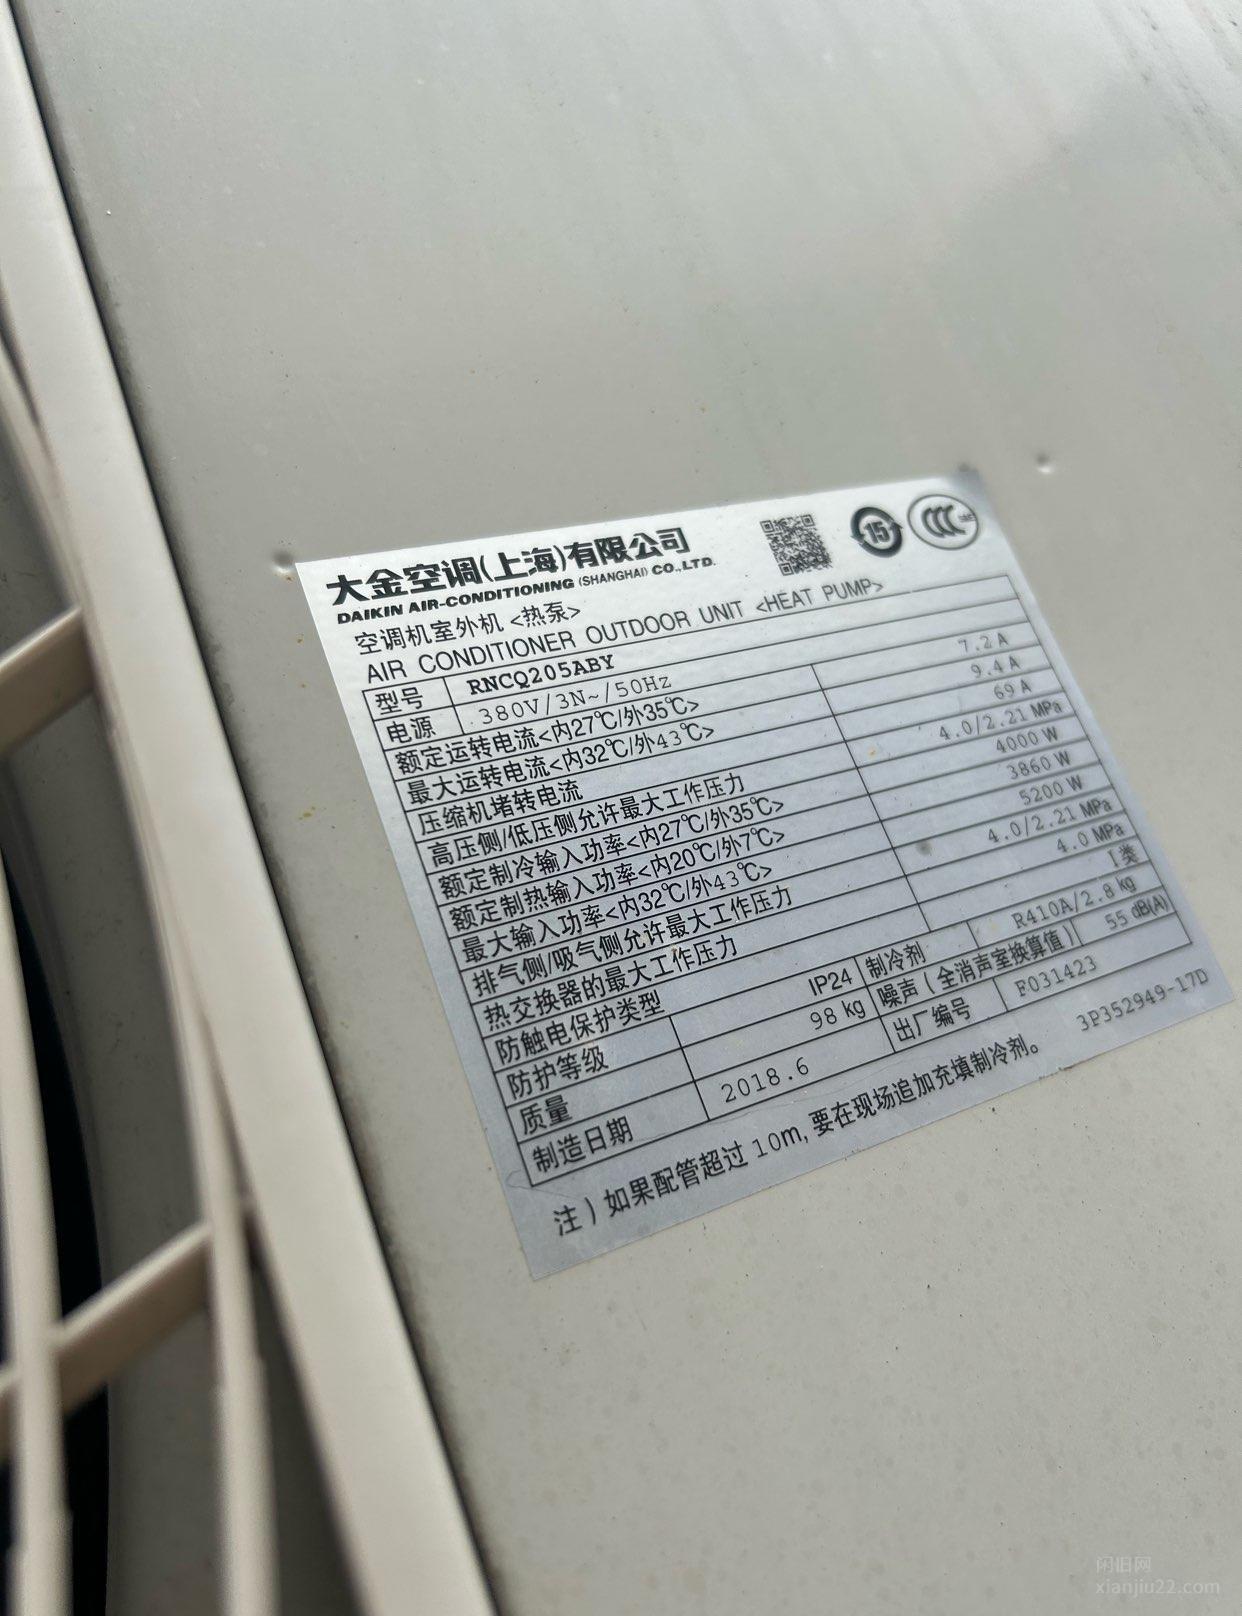 大金空调(上海)有限公司
DAIKIN AIR-CONDITIONING (SHANGHAI) CO.,LTD.
15
CCC
空调机室外机 <热泵>
AIR CONDITIONER OUTDOOR UNIT <HEAT PUMP>
型号 RNCQ205ABY
电源 380V/3N~/50Hz
额定运转电流<内27℃/外35℃> 7.2 A
最大运转电流<内32℃/外43℃> 9.4 A
压缩机堵转电流 69 A
高压侧/低压侧允许最大工作压力 4.0/2.21 MPa
额定制冷输入功率<内27℃/外35℃> 4000 W
额定制热输入功率<内20℃/外7℃> 3860 W
最大输入功率<内32℃/外43℃> 5200 W
排气侧/吸气侧允许最大工作压力 4.0/2.21 MPa
热交换器的最大工作压力 4.0 MPa
防触电保护类型 I类
防护等级 IP24 制冷剂 R410A/2.8 kg
质量 98 kg 噪声(全消声室换算值) 55 dB(A)
制造日期 2018.6 出厂编号 F031423
注)如果配管超过 10m, 要在现场追加充填制冷剂。 3P352949-17D
闲旧网
xianjiu22.com